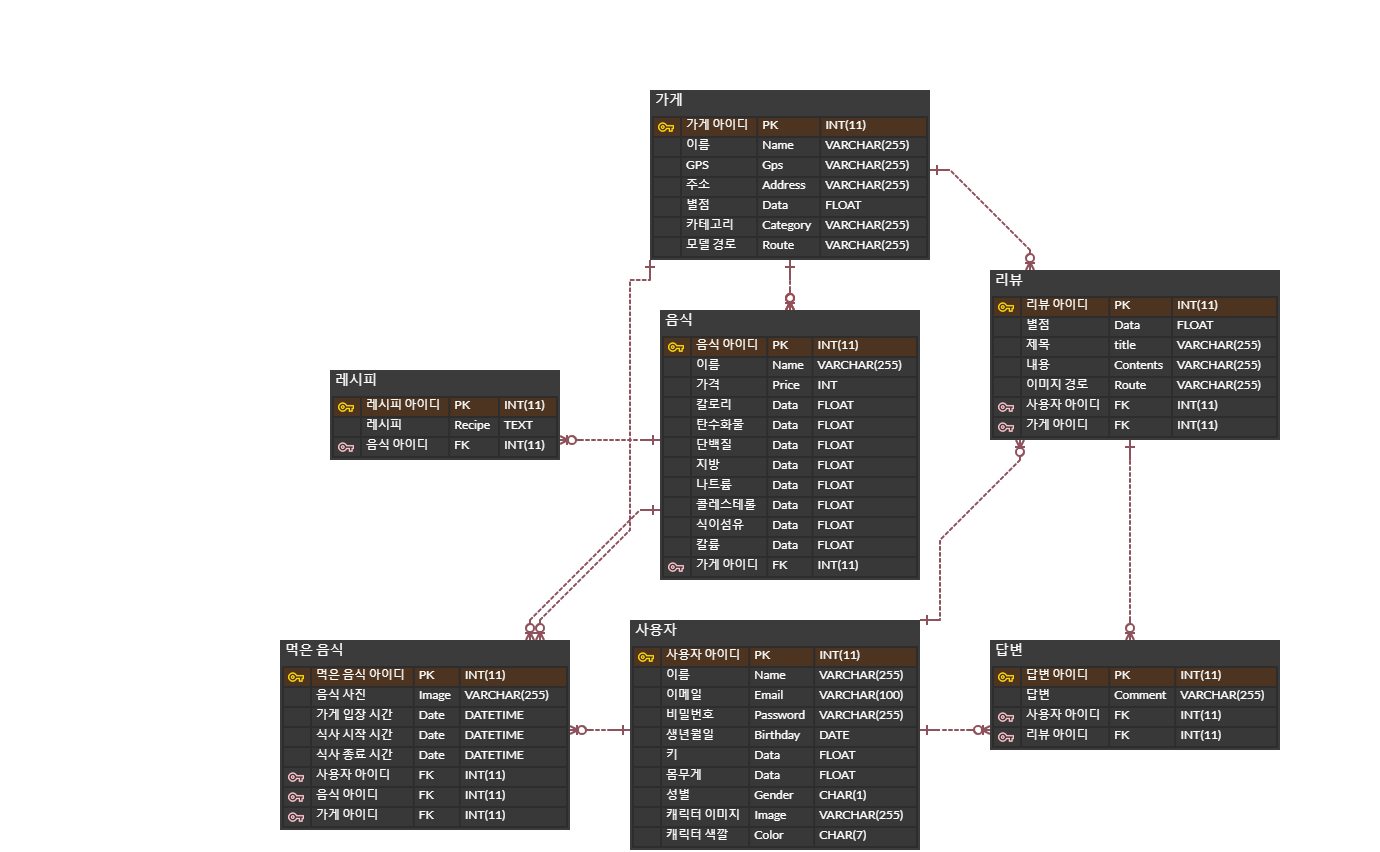 가게
가게 아이디 PK INT(11)
이름 Name VARCHAR(255)
GPS Gps VARCHAR(255)
주소 Address VARCHAR(255)
별점 Data FLOAT
카테고리 Category VARCHAR(255)
모델 경로 Route VARCHAR(255)
리뷰
리뷰 아이디 PK INT(11)
별점 Data FLOAT
제목 title VARCHAR(255)
내용 Contents VARCHAR(255)
이미지 경로 Route VARCHAR(255)
사용자 아이디 FK INT(11)
가게 아이디 FK INT(11)
음식
음식 아이디 PK INT(11)
이름 Name VARCHAR(255)
가격 Price INT
칼로리 Data FLOAT
탄수화물 Data FLOAT
단백질 Data FLOAT
지방 Data FLOAT
나트륨 Data FLOAT
콜레스테롤 Data FLOAT
식이섬유 Data FLOAT
칼륨 Data FLOAT
가게 아이디 FK INT(11)
레시피
레시피 아이디 PK INT(11)
레시피 Recipe TEXT
음식 아이디 FK INT(11)
먹은 음식
먹은 음식 아이디 PK INT(11)
음식 사진 Image VARCHAR(255)
가게 입장 시간 Date DATETIME
식사 시작 시간 Date DATETIME
식사 종료 시간 Date DATETIME
사용자 아이디 FK INT(11)
음식 아이디 FK INT(11)
가게 아이디 FK INT(11)
사용자
사용자 아이디 PK INT(11)
이름 Name VARCHAR(255)
이메일 Email VARCHAR(100)
비밀번호 Password VARCHAR(255)
생년월일 Birthday DATE
키 Data FLOAT
몸무게 Data FLOAT
성별 Gender CHAR(1)
캐릭터 이미지 Image VARCHAR(255)
캐릭터 색깔 Color CHAR(7)
답변
답변 아이디 PK INT(11)
답변 Comment VARCHAR(255)
사용자 아이디 FK INT(11)
리뷰 아이디 FK INT(11)